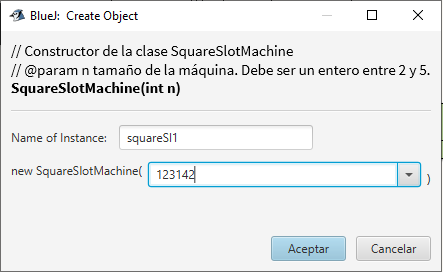 BlueJ: Create Object
// Constructor de la clase SquareSlotMachine
// @param n tamaño de la máquina. Debe ser un entero entre 2 y 5.
SquareSlotMachine(int n)
Name of Instance: squareSl1
new SquareSlotMachine( 123142 )
Aceptar Cancelar